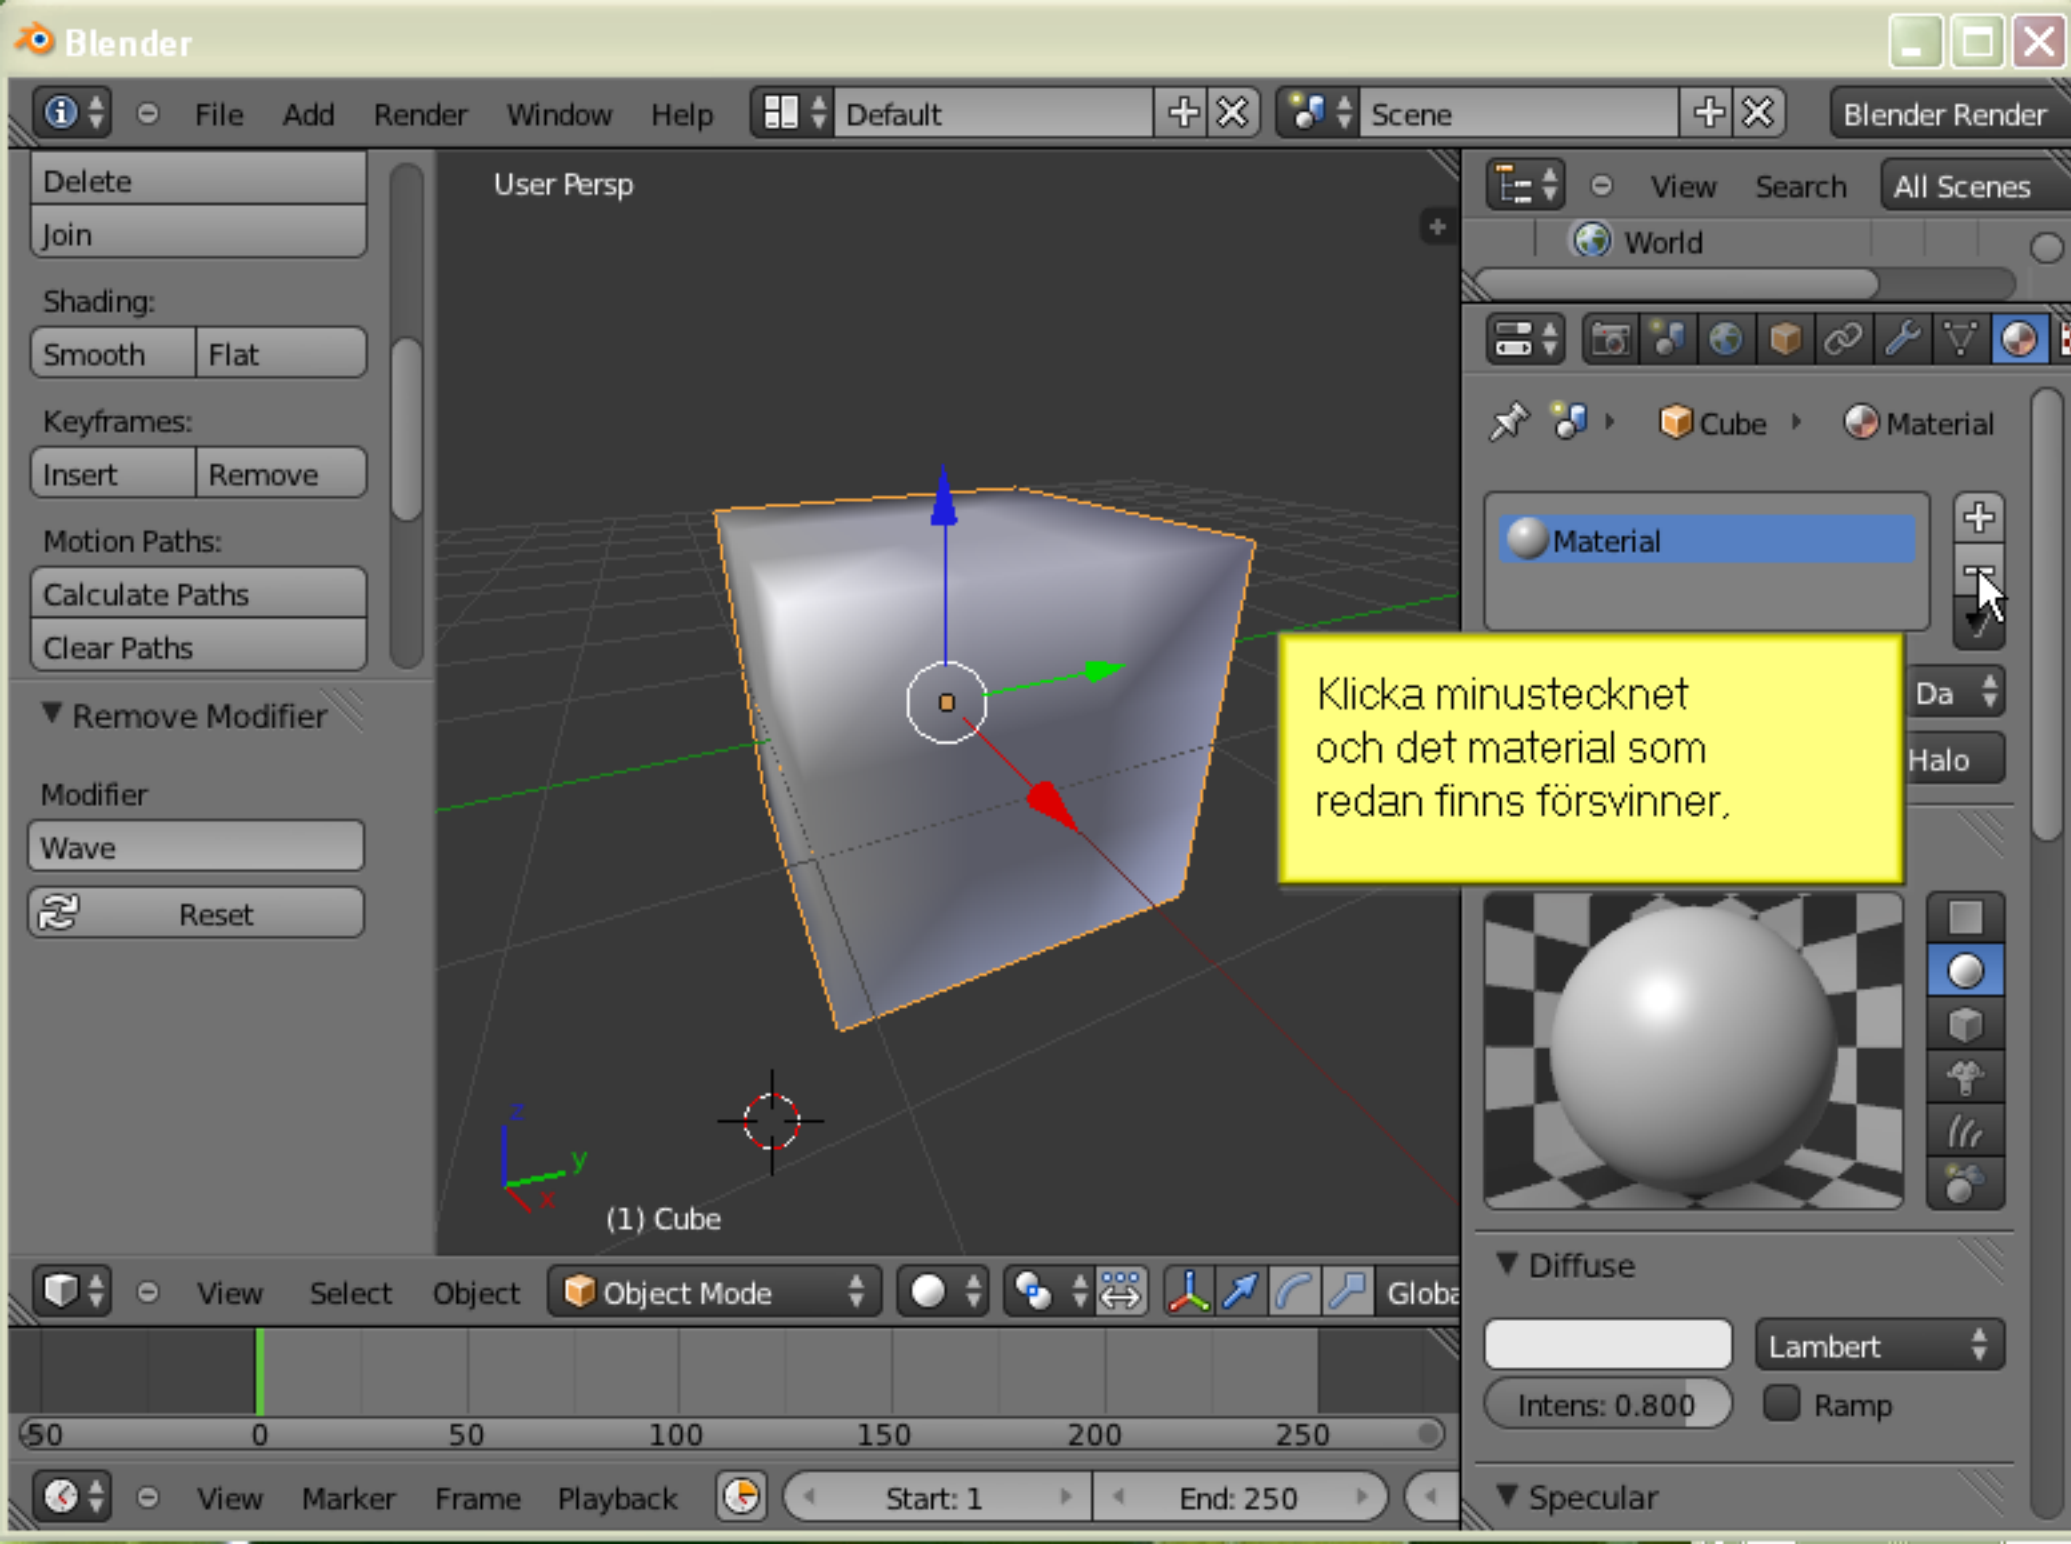 Blender
File Add Render Window Help Default Scene Blender Render
Delete
Join
Shading:
Smooth Flat
Keyframes:
Insert Remove
Motion Paths:
Calculate Paths
Clear Paths
Remove Modifier
Modifier
Wave
Reset
User Persp
z
y
x
(1) Cube
View Search All Scenes
World
Cube Material
Material
Klicka minustecknet
och det material som
redan finns försvinner,
Da
Halo
Diffuse
Lambert
Intens: 0.800 Ramp
Specular
View Select Object Object Mode Globa
-50 0 50 100 150 200 250
View Marker Frame Playback Start: 1 End: 250